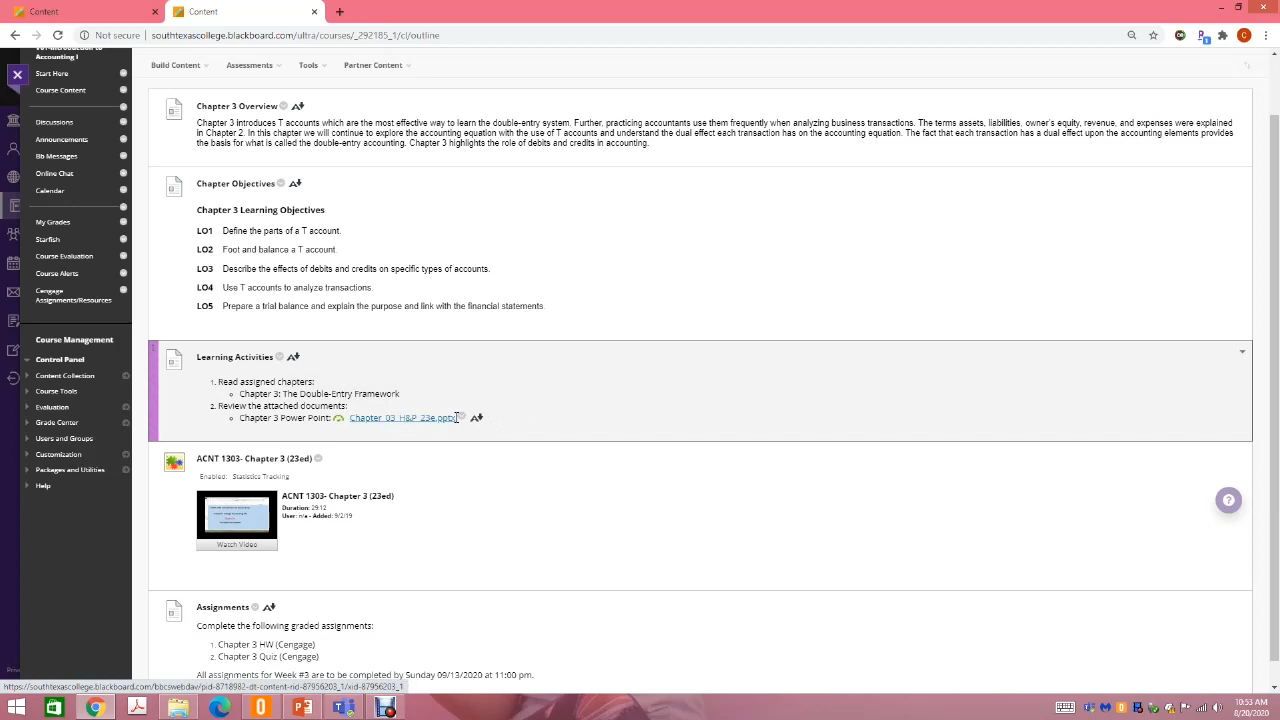 Content
Content
Not secure | southtexascollege.blackboard.com/ultra/courses/_292185_1/cl/outline
Accounting I
Start Here
Course Content
Discussions
Announcements
Bb Messages
Online Chat
Calendar
My Grades
Starfish
Course Evaluation
Course Alerts
Cengage
Assignments/Resources
Course Management
Control Panel
Content Collection
Course Tools
Evaluation
Grade Center
Users and Groups
Customization
Packages and Utilities
Help
Build Content
Assessments
Tools
Partner Content
Chapter 3 Overview
Chapter 3 introduces T accounts which are the most effective way to learn the double-entry system. Further, practicing accountants use them frequently when analyzing business transactions. The terms assets, liabilities, owner's equity, revenue, and expenses were explained
in Chapter 2. In this chapter we will continue to explore the accounting equation with the use of T accounts and understand the dual effect each transaction has on the accounting equation. The fact that each transaction has a dual effect upon the accounting elements provides
the basis for what is called the double-entry accounting. Chapter 3 highlights the role of debits and credits in accounting.
Chapter Objectives
Chapter 3 Learning Objectives
LO1 Define the parts of a T account.
LO2 Foot and balance a T account.
LO3 Describe the effects of debits and credits on specific types of accounts.
LO4 Use T accounts to analyze transactions.
LO5 Prepare a trial balance and explain the purpose and link with the financial statements.
Learning Activities
1. Read assigned chapters:
Chapter 3: The Double-Entry Framework
2. Review the attached documents:
Chapter 3 Power Point: Chapter_03_H&P_23e.pptx
ACNT 1303- Chapter 3 (23ed)
Enabled: Statistics Tracking
ACNT 1303- Chapter 3 (23ed)
Duration: 29:12
User: n/a - Added: 9/2/19
Watch Video
Assignments
Complete the following graded assignments:
1. Chapter 3 HW (Cengage)
2. Chapter 3 Quiz (Cengage)
All assignments for Week #3 are to be completed by Sunday 09/13/2020 at 11:00 pm.
https://southtexascollege.blackboard.com/bbcswebdav/pid-8718982-dt-content-rid-87956203_1/xid-87956203_1
10:53 AM
8/20/2020